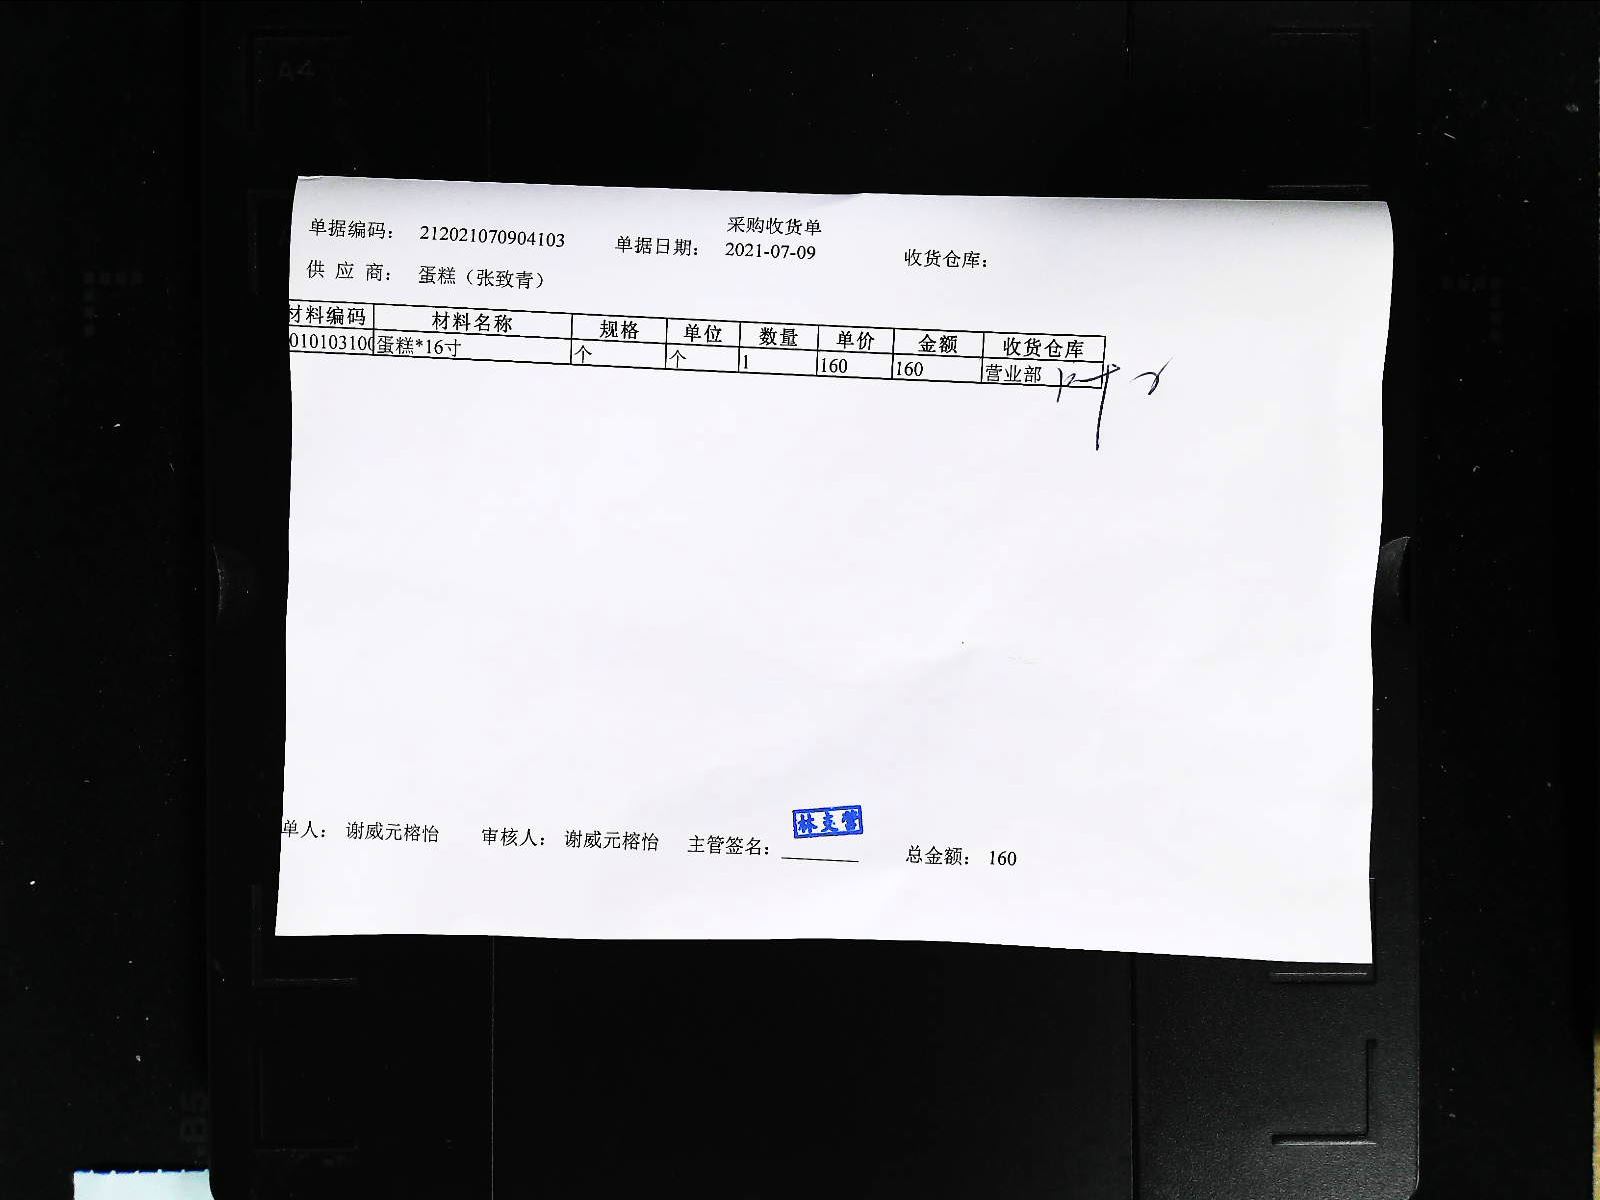 采购收货单
单据编码： 212021070904103 单据日期： 2021-07-09 收货仓库：
供 应 商： 蛋糕（张致青）
材料编码 材料名称 规格 单位 数量 单价 金额 收货仓库
010103100 蛋糕*16寸 个 个 1 160 160 营业部
单人： 谢威元榕怡 审核人： 谢威元榕怡 主管签名： 总金额： 160
A4
B5